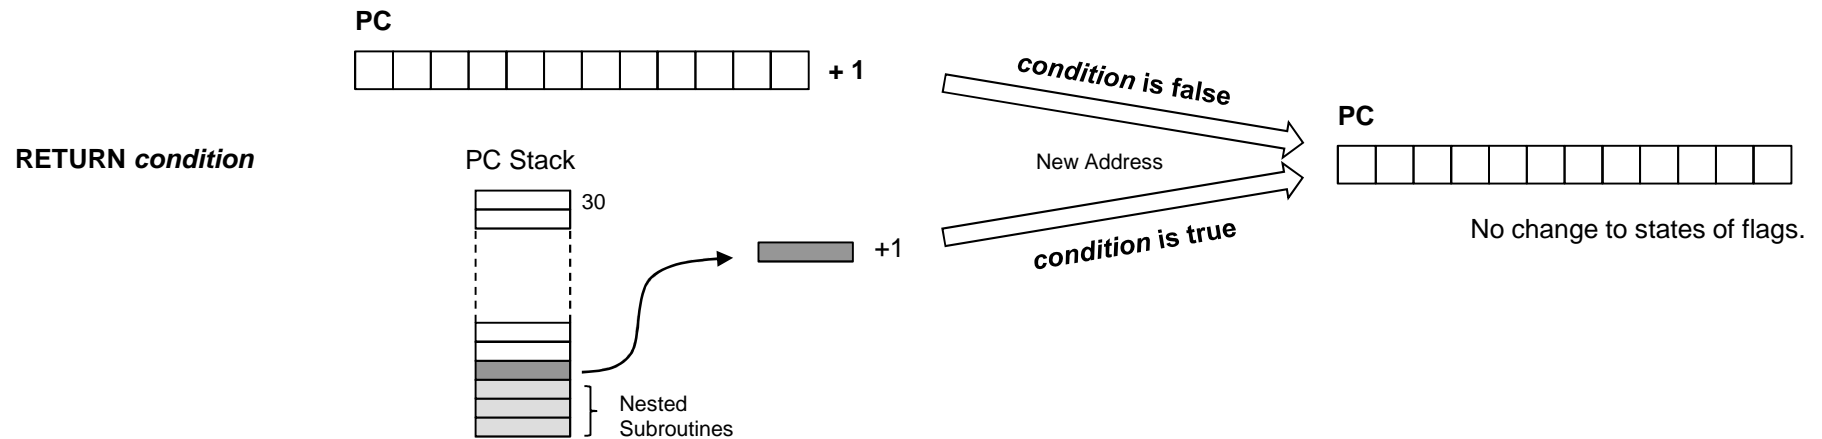 PC
+ 1
condition is false
PC
RETURN condition
PC Stack
New Address
30
condition is true
No change to states of flags.
+1
Nested
Subroutines